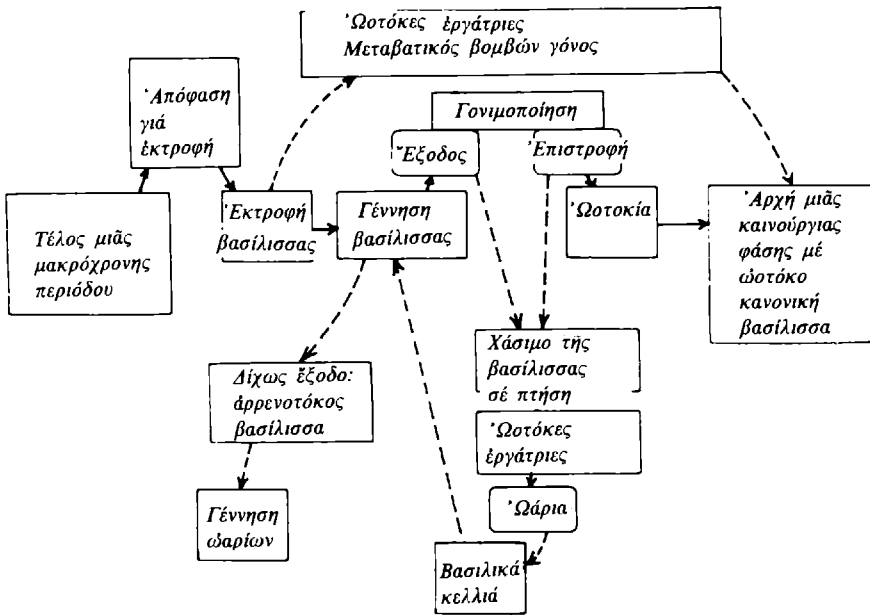 Ὠοτόκες ἐργάτριες
Μεταβατικός βομβών γόνος
Ἀπόφαση
γιά
ἐκτροφή
Γονιμοποίηση
Ἔξοδος
Ἐπιστροφή
Τέλος μιᾶς
μακρόχρονης
περιόδου
Ἐκτροφή
βασίλισσας
Γέννηση
βασίλισσας
Ὠοτοκία
Ἀρχή μιᾶς
καινούργιας
φάσης μέ
ὠοτόκο
κανονική
βασίλισσα
Δίχως ἔξοδο:
ἀρρενοτόκος
βασίλισσα
Χάσιμο τῆς
βασίλισσας
σέ πτήση
Ὠοτόκες
ἐργάτριες
Γέννηση
ὠαρίων
Ὠάρια
Βασιλικά
κελλιά